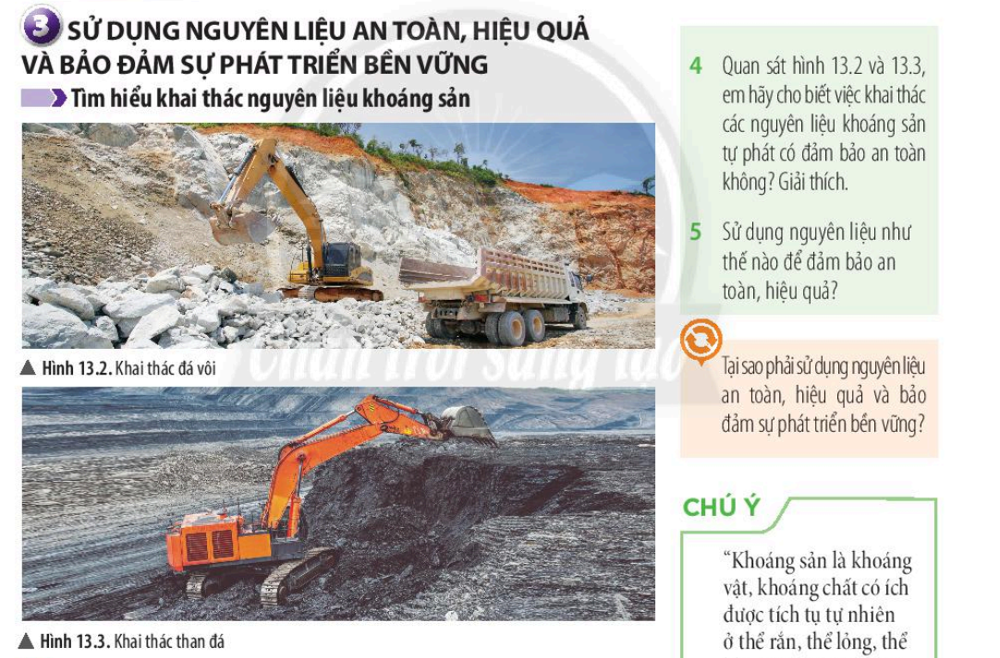 3 SỬ DỤNG NGUYÊN LIỆU AN TOÀN, HIỆU QUẢ
VÀ BẢO ĐẢM SỰ PHÁT TRIỂN BỀN VỮNG
Tìm hiểu khai thác nguyên liệu khoáng sản
Hình 13.2. Khai thác đá vôi
Hình 13.3. Khai thác than đá
4 Quan sát hình 13.2 và 13.3,
em hãy cho biết việc khai thác
các nguyên liệu khoáng sản
tự phát có đảm bảo an toàn
không? Giải thích.
5 Sử dụng nguyên liệu như
thế nào để đảm bảo an
toàn, hiệu quả?
Tại sao phải sử dụng nguyên liệu
an toàn, hiệu quả và bảo
đảm sự phát triển bền vững?
CHÚ Ý
“Khoáng sản là khoáng
vật, khoáng chất có ích
được tích tụ tự nhiên
ở thể rắn, thể lỏng, thể
Chân trời sáng tạo